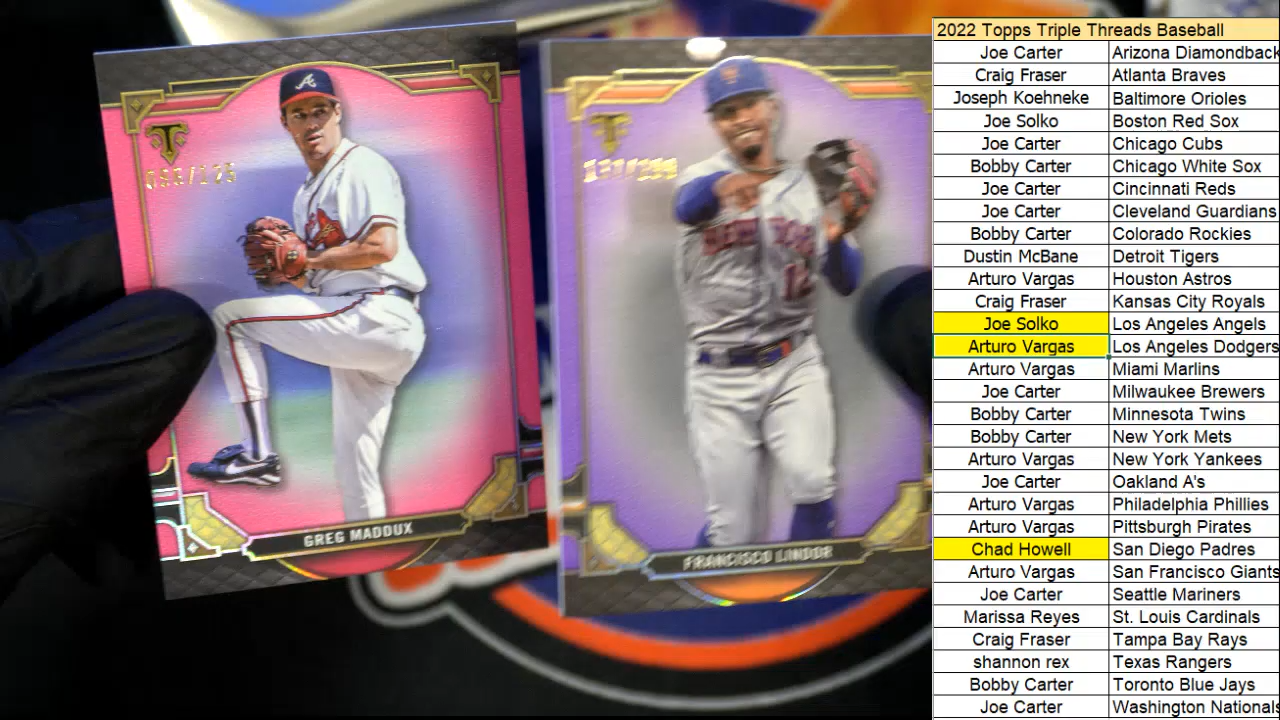 A
T
GREG MADDUX
T
NEW YORK
12
FRANCISCO LINDOR
2022 Topps Triple Threads Baseball
Joe Carter Arizona Diamondback
Craig Fraser Atlanta Braves
Joseph Koehneke Baltimore Orioles
Joe Solko Boston Red Sox
Joe Carter Chicago Cubs
Bobby Carter Chicago White Sox
Joe Carter Cincinnati Reds
Joe Carter Cleveland Guardians
Bobby Carter Colorado Rockies
Dustin McBane Detroit Tigers
Arturo Vargas Houston Astros
Craig Fraser Kansas City Royals
Joe Solko Los Angeles Angels
Arturo Vargas Los Angeles Dodgers
Arturo Vargas Miami Marlins
Joe Carter Milwaukee Brewers
Bobby Carter Minnesota Twins
Bobby Carter New York Mets
Arturo Vargas New York Yankees
Joe Carter Oakland A's
Arturo Vargas Philadelphia Phillies
Arturo Vargas Pittsburgh Pirates
Chad Howell San Diego Padres
Arturo Vargas San Francisco Giants
Joe Carter Seattle Mariners
Marissa Reyes St. Louis Cardinals
Craig Fraser Tampa Bay Rays
shannon rex Texas Rangers
Bobby Carter Toronto Blue Jays
Joe Carter Washington Nationals